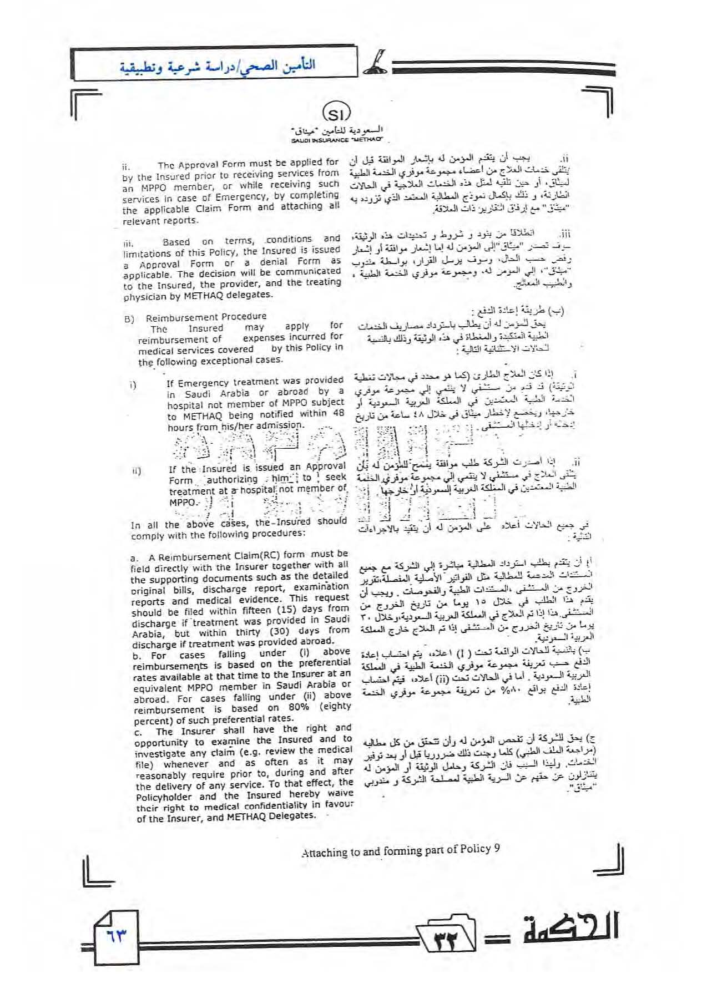 التأمين الصحي/دراسة شرعية وتطبيقية
SI
السعودية للتأمين "ميثاق"
SAUDI INSURANCE "METHAQ"
ii. The Approval Form must be applied for
by the Insured prior to receiving services from
an MPPO member, or while receiving such
services in case of Emergency, by completing
the applicable Claim Form and attaching all
relevant reports.
iii. Based on terms, conditions and
limitations of this Policy, the Insured is issued
a Approval Form or a denial Form as
applicable. The decision will be communicated
to the Insured, the provider, and the treating
physician by METHAQ delegates.
B) Reimbursement Procedure
The Insured may apply for
reimbursement of expenses incurred for
medical services covered by this Policy in
the following exceptional cases.
i) If Emergency treatment was provided
in Saudi Arabia or abroad by a
hospital not member of MPPO subject
to METHAQ being notified within 48
hours from his/her admission.
ii) If the Insured is issued an Approval
Form authorizing him to seek
treatment at a hospital not member of
MPPO.
In all the above cases, the Insured should
comply with the following procedures:
a. A Reimbursement Claim(RC) form must be
field directly with the Insurer together with all
the supporting documents such as the detailed
original bills, discharge report, examination
reports and medical evidence. This request
should be filed within fifteen (15) days from
discharge if treatment was provided in Saudi
Arabia, but within thirty (30) days from
discharge if treatment was provided abroad.
b. For cases falling under (i) above
reimbursements is based on the preferential
rates available at that time to the Insurer at an
equivalent MPPO member in Saudi Arabia or
abroad. For cases falling under (ii) above
reimbursement is based on 80% (eighty
percent) of such preferential rates.
c. The Insurer shall have the right and
opportunity to examine the Insured and to
investigate any claim (e.g. review the medical
file) whenever and as often as it may
reasonably require prior to, during and after
the delivery of any service. To that effect, the
Policyholder and the Insured hereby waive
their right to medical confidentiality in favour
of the Insurer, and METHAQ Delegates.
ii. يجب أن يتقدم المؤمن له بإشعار الموافقة قبل أن
يتلقى خدمات العلاج من أعضاء مجموعة موفري الخدمة الطبية
لميثاق، أو حين تلقيه لمثل هذه الخدمات العلاجية في الحالات
الطارئة، و ذلك بإكمال نموذج المطالبة المعتمد الذي تزوده به
"ميثاق" مع إرفاق التقارير ذات العلاقة.
iii. انطلاقا من بنود و شروط و تحديدات هذه الوثيقة،
سوف تصدر "ميثاق" إلى المؤمن له إما إشعار موافقة أو إشعار
رفض حسب الحال، وسوف يرسل القرار، بواسطة مندوب
"ميثاق"، إلى المؤمن له، ومجموعة موفري الخدمة الطبية ،
والطبيب المعالج.
(ب) طريقة إعادة الدفع :
يحق للمؤمن له أن يطالب باسترداد مصاريف الخدمات
الطبية المتكبدة والمغطاة في هذه الوثيقة وذلك بالنسبة
للحالات الاستثنائية التالية :
i. إذا كان العلاج الطارئ (كما هو محدد في مجالات تغطية
الوثيقة) قد قدم من مستشفى لا ينتمي إلى مجموعة موفري
الخدمة الطبية المعتمدين في المملكة العربية السعودية أو
خارجها، ويخضع لإخطار ميثاق في خلال ٤٨ ساعة من تاريخ
إدخاله أو إدخالها المستشفى.
ii. إذا أصدرت الشركة طلب موافقة يسمح للمؤمن له بأن
يتلقى العلاج في مستشفى لا ينتمي إلى مجموعة موفري الخدمة
الطبية المعتمدين في المملكة العربية السعودية أو خارجها.
في جميع الحالات أعلاه على المؤمن له أن يتقيد بالاجراءات
التالية :
أ) أن يتقدم بطلب استرداد المطالبة مباشرة إلى الشركة مع جميع
المستندات المدعمة للمطالبة مثل الفواتير الأصلية المفصلة،تقرير
الخروج من المستشفى ،المستندات الطبية والفحوصات . ويجب أن
يقدم هذا الطلب في خلال ١٥ يوما من تاريخ الخروج من
المستشفى.هذا إذا تم العلاج في المملكة العربية السعودية،وخلال ٣٠
يوما من تاريخ الخروج من المستشفى إذا تم العلاج خارج المملكة
العربية السعودية.
ب) بالنسبة للحالات الواقعة تحت ( I) اعلاه، يتم احتساب إعادة
الدفع حسب تعريفة مجموعة موفري الخدمة الطبية في المملكة
العربية السعودية . أما في الحالات تحت (ii) أعلاه، فيتم احتساب
إعادة الدفع بواقع ٨٠% من تعريفة مجموعة موفري الخدمة
الطبية.
ج) يحق للشركة أن تفحص المؤمن له وأن تتحقق من كل مطالبه
(مراجعة الملف الطبي) كلما وجدت ذلك ضروريا قبل أو بعد توفير
الخدمات. ولهذا السبب فان الشركة وحامل الوثيقة أو المؤمن له
يتنازلون عن حقهم عن السرية الطبية لمصلحة الشركة و مندوبي
"ميثاق".
Attaching to and forming part of Policy 9
الحكمة
٣٢
٦٣